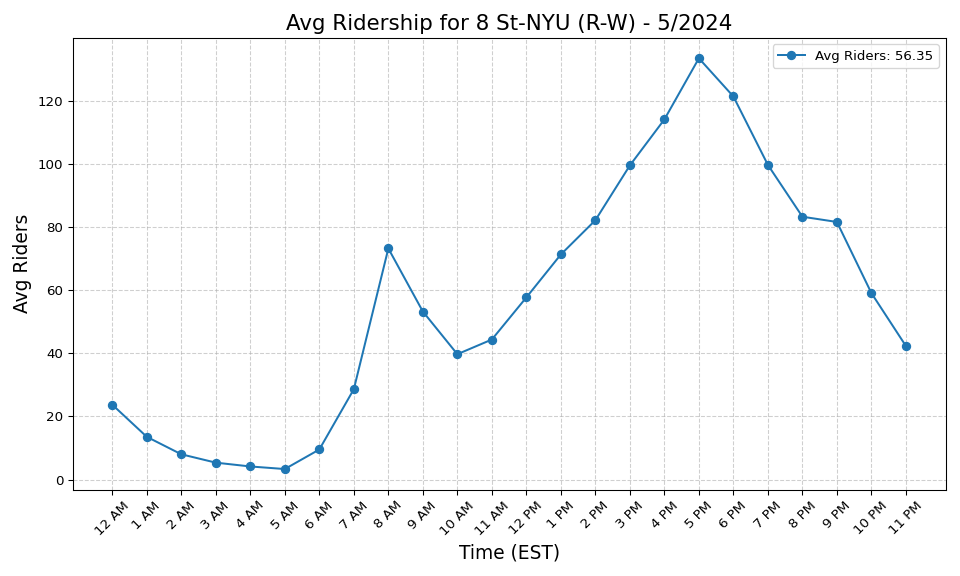 Avg Ridership for 8 St-NYU (R-W) - 5/2024
Avg Riders: 56.35
Avg Riders
120
100
80
60
40
20
0
12 AM 1 AM 2 AM 3 AM 4 AM 5 AM 6 AM 7 AM 8 AM 9 AM 10 AM 11 AM 12 PM 1 PM 2 PM 3 PM 4 PM 5 PM 6 PM 7 PM 8 PM 9 PM 10 PM 11 PM
Time (EST)